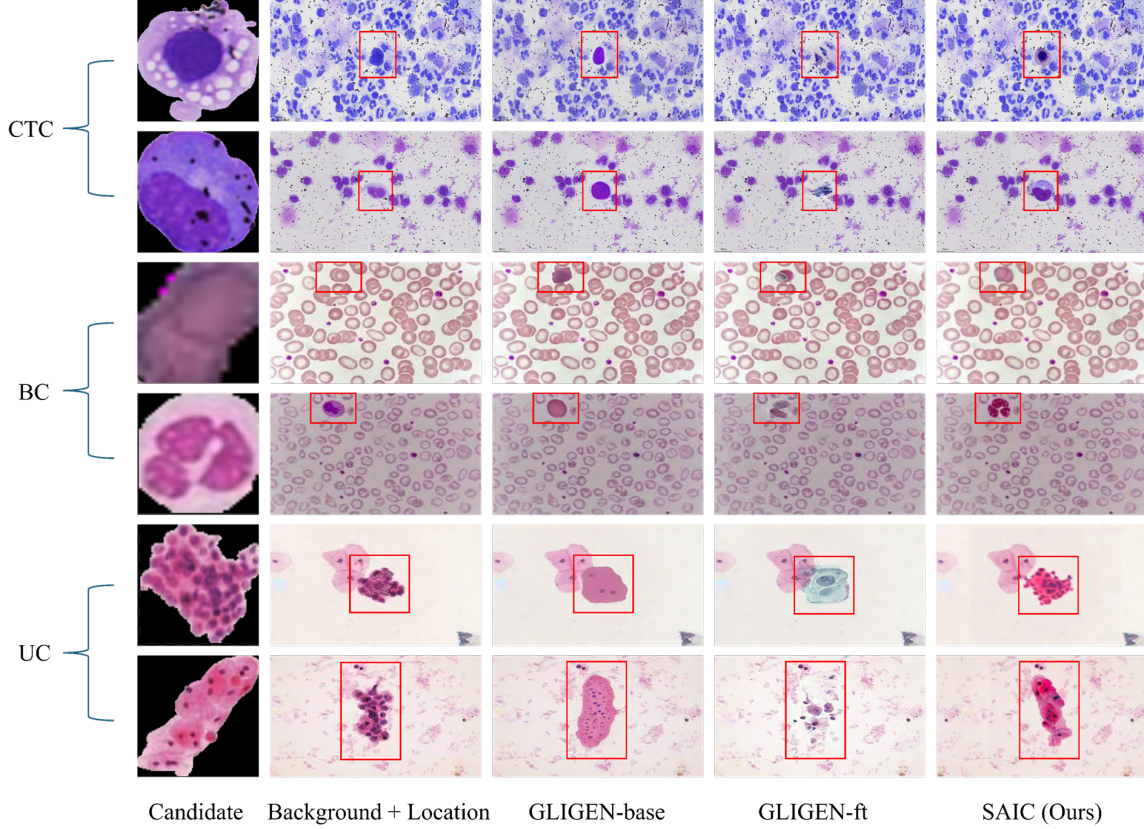 CTC
BC
UC
Candidate Background + Location GLIGEN-base GLIGEN-ft SAIC (Ours)